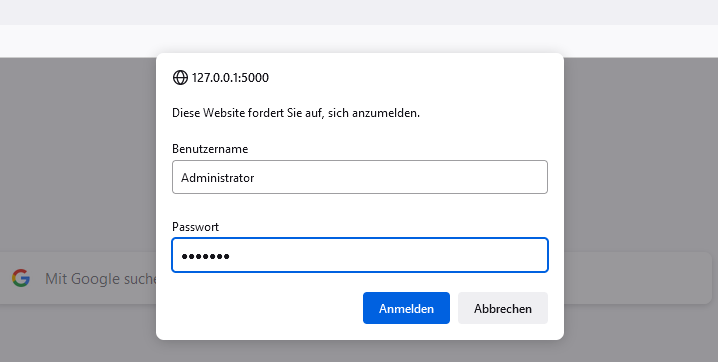 127.0.0.1:5000
Diese Website fordert Sie auf, sich anzumelden.
Benutzername
Administrator
Passwort
•••••••
Mit Google suche
Anmelden Abbrechen